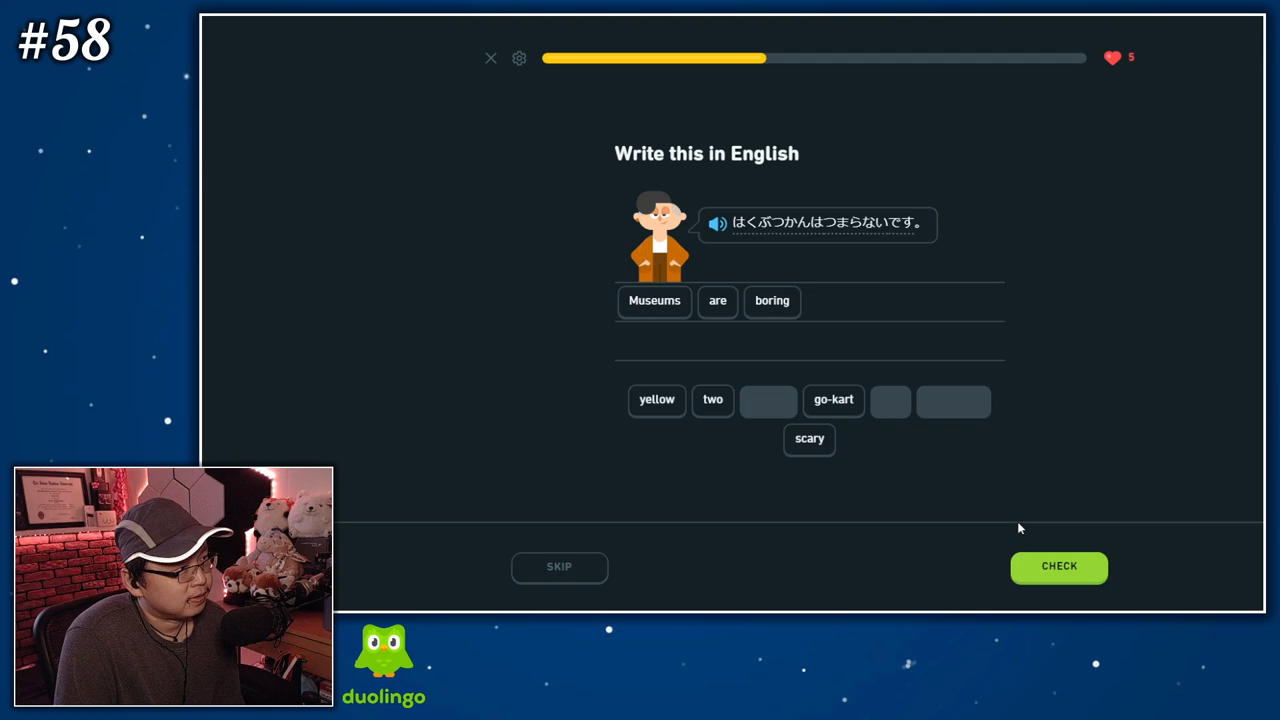 #58
5
Write this in English
はくぶつかんはつまらないです。
Museums are boring
yellow two go-kart
scary
SKIP
CHECK
duolingo